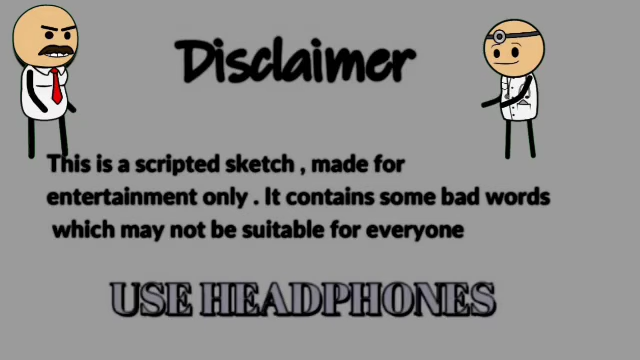 Disclaimer
This is a scripted sketch , made for
entertainment only . It contains some bad words
which may not be suitable for everyone
USE HEADPHONES